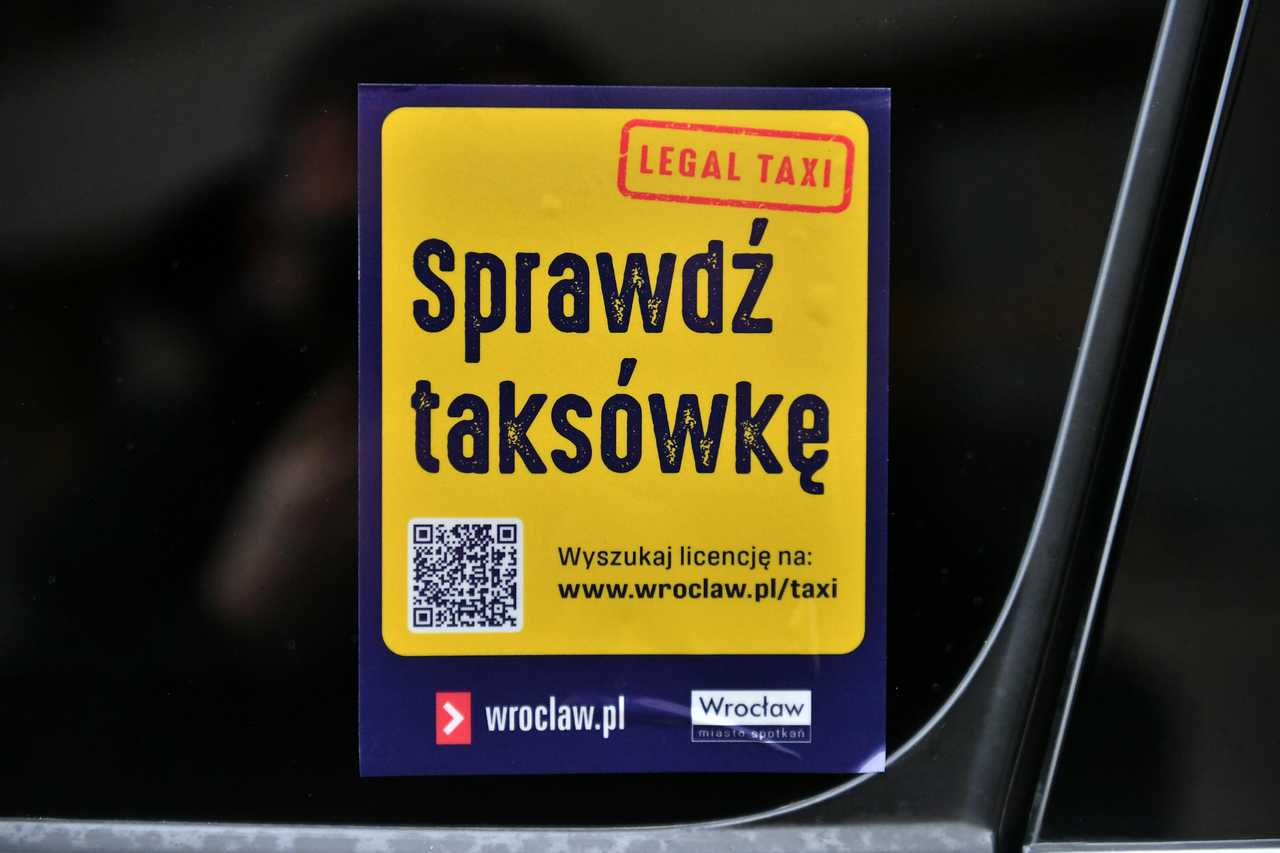 LEGAL TAXI
Sprawdź
taksówkę
Wyszukaj licencję na:
www.wroclaw.pl/taxi
wroclaw.pl
Wrocław
miasto spotkań